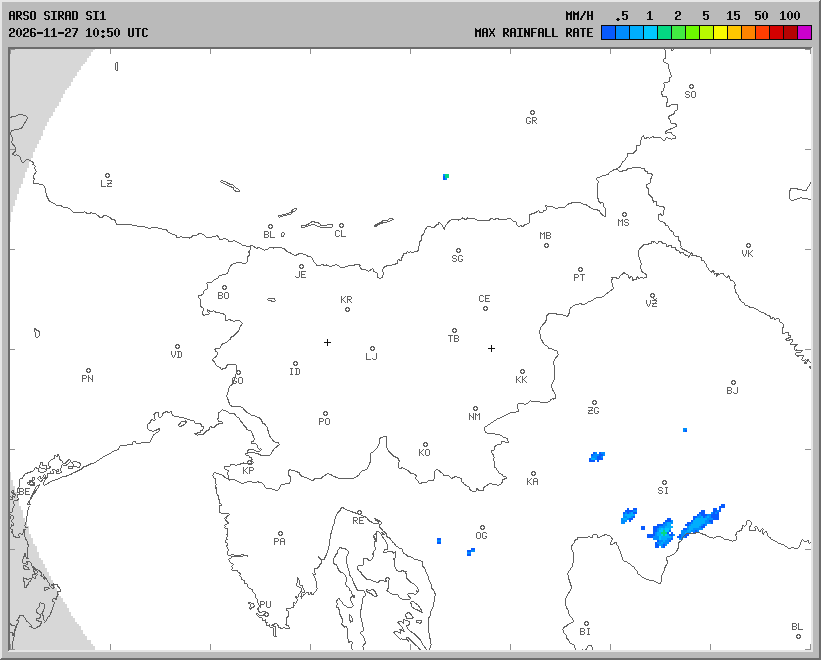 ARSO SIRAD SI1
2026-11-27 10:50 UTC
MM/H .5 1 2 5 15 50 100
MAX RAINFALL RATE
SO
GR
LZ
MS
BL
CL
MB
VK
SG
JE
PT
BO
KR
CE
VZ
TB
VD
LJ
ID
PN
GO
KK
BJ
ZG
NM
PO
KO
KP
KA
BE
SI
RE
OG
PA
PU
BI
BL